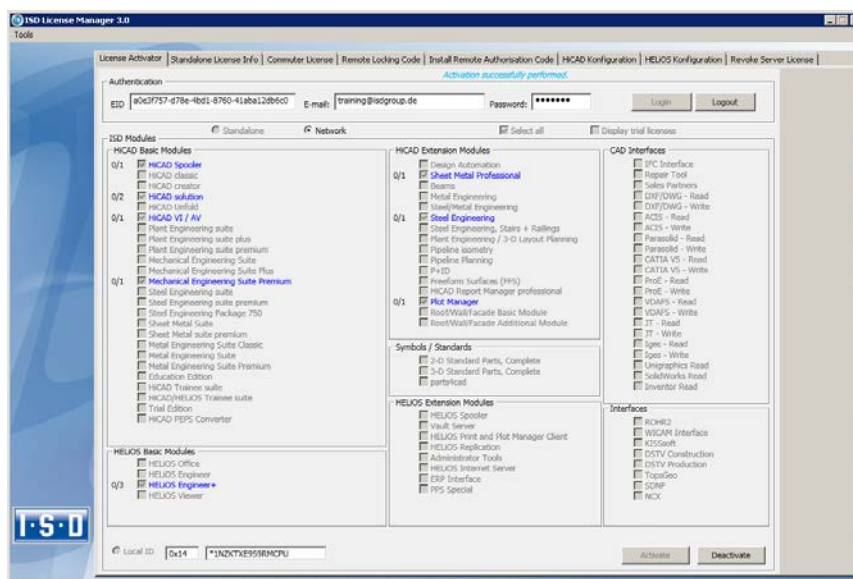 ISD License Manager 3.0
Tools
License Activator | Standalone License Info | Commuter License | Remote Locking Code | Install Remote Authorisation Code | HiCAD Konfiguration | HELiOS Konfiguration | Revoke Server License
Activation successfully performed.
Authentication
EID a0e3f757-d78e-4bd1-8760-41aba12db6c0 E-mail: training@isdgroup.de Password: ******* Login Logout
Standalone Network Select all Display trial licenses
ISD Modules
HiCAD Basic Modules
0/1 HiCAD Spooler
HiCAD classic
HiCAD creator
0/2 HiCAD solution
HiCAD Unfold
0/1 HiCAD VI / AV
Plant Engineering suite
Plant Engineering suite plus
Plant Engineering suite premium
Mechanical Engineering Suite
Mechanical Engineering Suite Plus
0/1 Mechanical Engineering Suite Premium
Steel Engineering suite
Steel Engineering suite premium
Steel Engineering Package 750
Sheet Metal Suite
Sheet Metal suite premium
Metal Engineering Suite Classic
Metal Engineering Suite
Metal Engineering Suite Premium
Education Edition
HiCAD Trainee suite
HiCAD/HELiOS Trainee suite
Trial Edition
HiCAD PEPS Converter
HELiOS Basic Modules
HELiOS Office
HELiOS Engineer
0/3 HELiOS Engineer+
HELiOS Viewer
HiCAD Extension Modules
Design Automation
0/1 Sheet Metal Professional
Beams
Metal Engineering
Steel/Metal Engineering
0/1 Steel Engineering
Steel Engineering, Stairs + Railings
Plant Engineering / 3-D Layout Planning
Pipeline isometry
Pipeline Planning
P+ID
Freeform Surfaces (FFS)
HiCAD Report Manager professional
0/1 Plot Manager
Roof/Wall/Facade Basic Module
Roof/Wall/Facade Additional Module
Symbols / Standards
2-D Standard Parts, Complete
3-D Standard Parts, Complete
parts4cad
HELiOS Extension Modules
HELiOS Spooler
Vault Server
HELiOS Print and Plot Manager Client
HELiOS Replication
Administrator Tools
HELiOS Internet Server
ERP Interface
PPS Special
CAD Interfaces
IFC Interface
Repair Tool
Sales Partners
DXF/DWG - Read
DXF/DWG - Write
ACIS - Read
ACIS - Write
Parasolid - Read
Parasolid - Write
CATIA V5 - Read
CATIA V5 - Write
ProE - Read
ProE - Write
VDAFS - Read
VDAFS - Write
JT - Read
JT - Write
Iges - Read
Iges - Write
Unigraphics Read
SolidWorks Read
Inventor Read
Interfaces
ROHR2
WICAM Interface
KISSsoft
DSTV Construction
DSTV Production
TopsGeo
SDNF
NCX
I·S·D
Local ID 0x14 *1NZKTXE9S9RMCPU Activate Deactivate